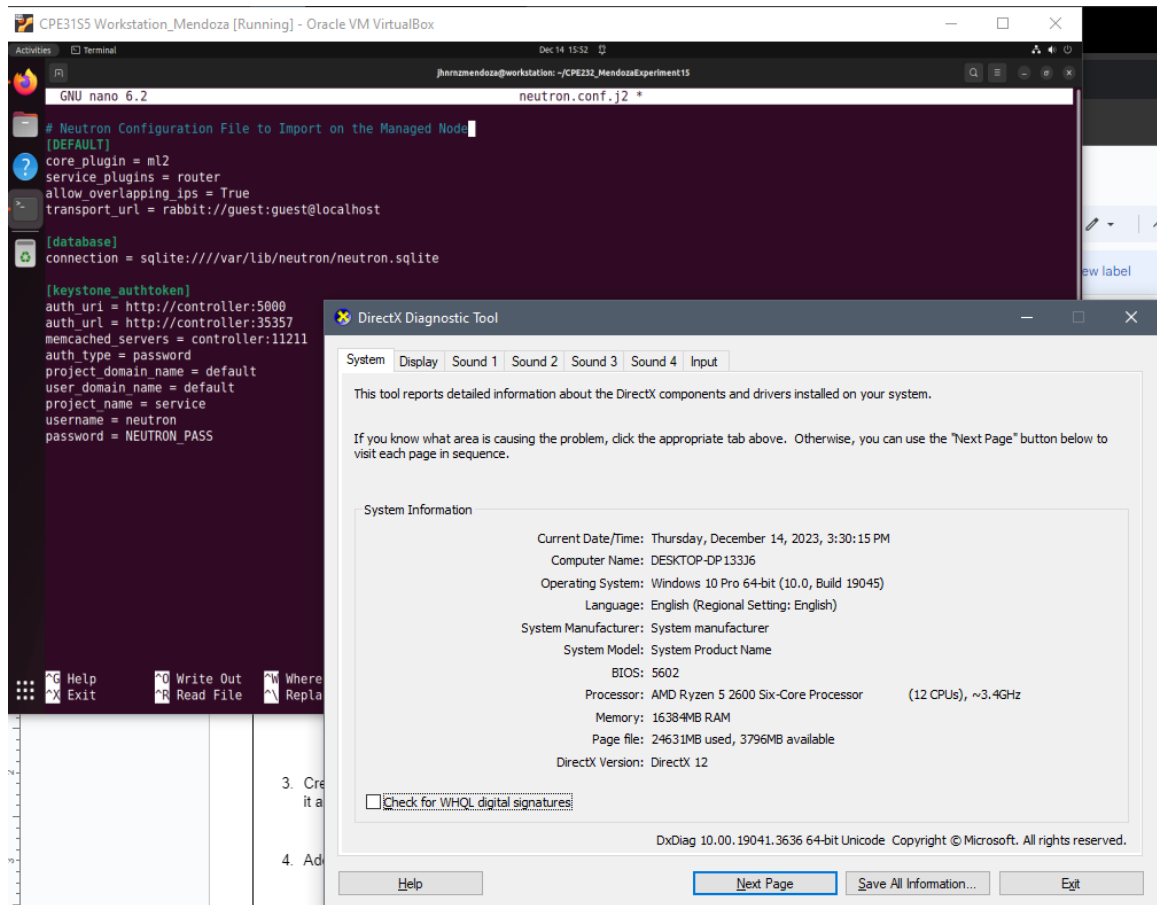 CPE31S5 Workstation_Mendoza [Running] - Oracle VM VirtualBox
Activities Terminal Dec 14 15:52
jhnrnzmendoza@workstation: ~/CPE232_MendozaExperiment15
GNU nano 6.2 neutron.conf.j2 *
# Neutron Configuration File to Import on the Managed Node
[DEFAULT]
core_plugin = ml2
service_plugins = router
allow_overlapping_ips = True
transport_url = rabbit://guest:guest@localhost
[database]
connection = sqlite:////var/lib/neutron/neutron.sqlite
[keystone_authtoken]
auth_uri = http://controller:5000
auth_url = http://controller:35357
memcached_servers = controller:11211
auth_type = password
project_domain_name = default
user_domain_name = default
project_name = service
username = neutron
password = NEUTRON_PASS
^G Help ^O Write Out ^W Where
^X Exit ^R Read File ^\ Repla
ew label
3. Cre
it a
4. Ad
DirectX Diagnostic Tool
System Display Sound 1 Sound 2 Sound 3 Sound 4 Input
This tool reports detailed information about the DirectX components and drivers installed on your system.
If you know what area is causing the problem, click the appropriate tab above. Otherwise, you can use the "Next Page" button below to
visit each page in sequence.
System Information
Current Date/Time: Thursday, December 14, 2023, 3:30:15 PM
Computer Name: DESKTOP-DP133J6
Operating System: Windows 10 Pro 64-bit (10.0, Build 19045)
Language: English (Regional Setting: English)
System Manufacturer: System manufacturer
System Model: System Product Name
BIOS: 5602
Processor: AMD Ryzen 5 2600 Six-Core Processor (12 CPUs), ~3.4GHz
Memory: 16384MB RAM
Page file: 24631MB used, 3796MB available
DirectX Version: DirectX 12
Check for WHQL digital signatures
DxDiag 10.00.19041.3636 64-bit Unicode Copyright © Microsoft. All rights reserved.
Help Next Page Save All Information... Exit